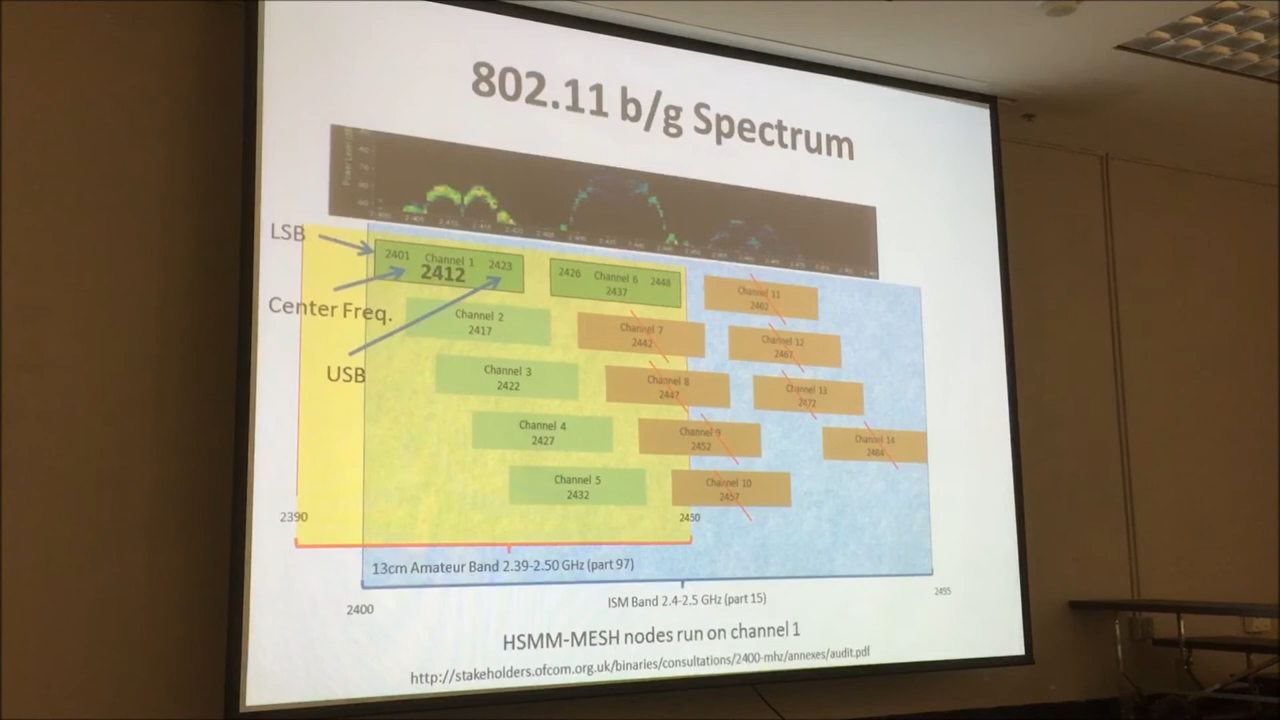 802.11 b/g Spectrum
LSB
2401 Channel 1 2423
2412
2426 Channel 6 2448
2437
Channel 11
2462
Center Freq.
Channel 2
2417
Channel 7
2442
Channel 12
2467
USB
Channel 3
2422
Channel 8
2447
Channel 13
2472
Channel 4
2427
Channel 9
2452
Channel 14
2484
Channel 5
2432
Channel 10
2457
2390
2450
13cm Amateur Band 2.39-2.50 GHz (part 97)
2400
ISM Band 2.4-2.5 GHz (part 15)
2495
HSMM-MESH nodes run on channel 1
http://stakeholders.ofcom.org.uk/binaries/consultations/2400-mhz/annexes/audit.pdf